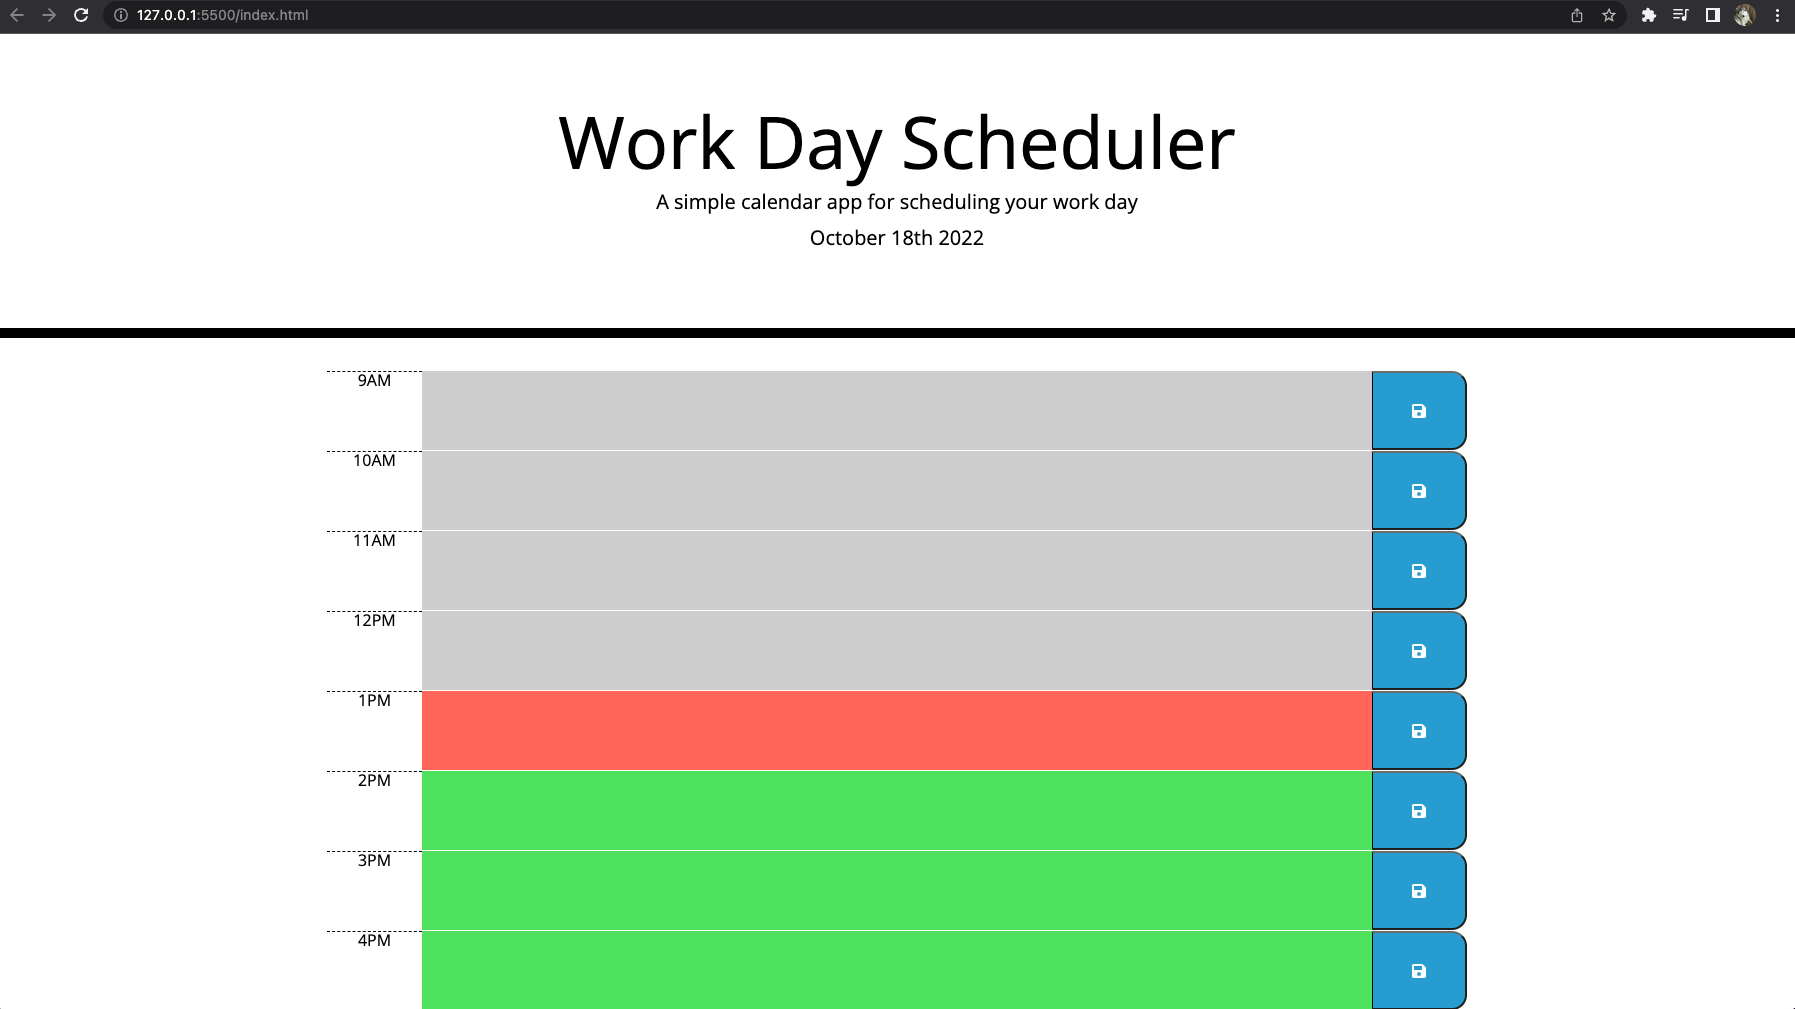 127.0.0.1:5500/index.html
Work Day Scheduler
A simple calendar app for scheduling your work day
October 18th 2022
9AM
10AM
11AM
12PM
1PM
2PM
3PM
4PM